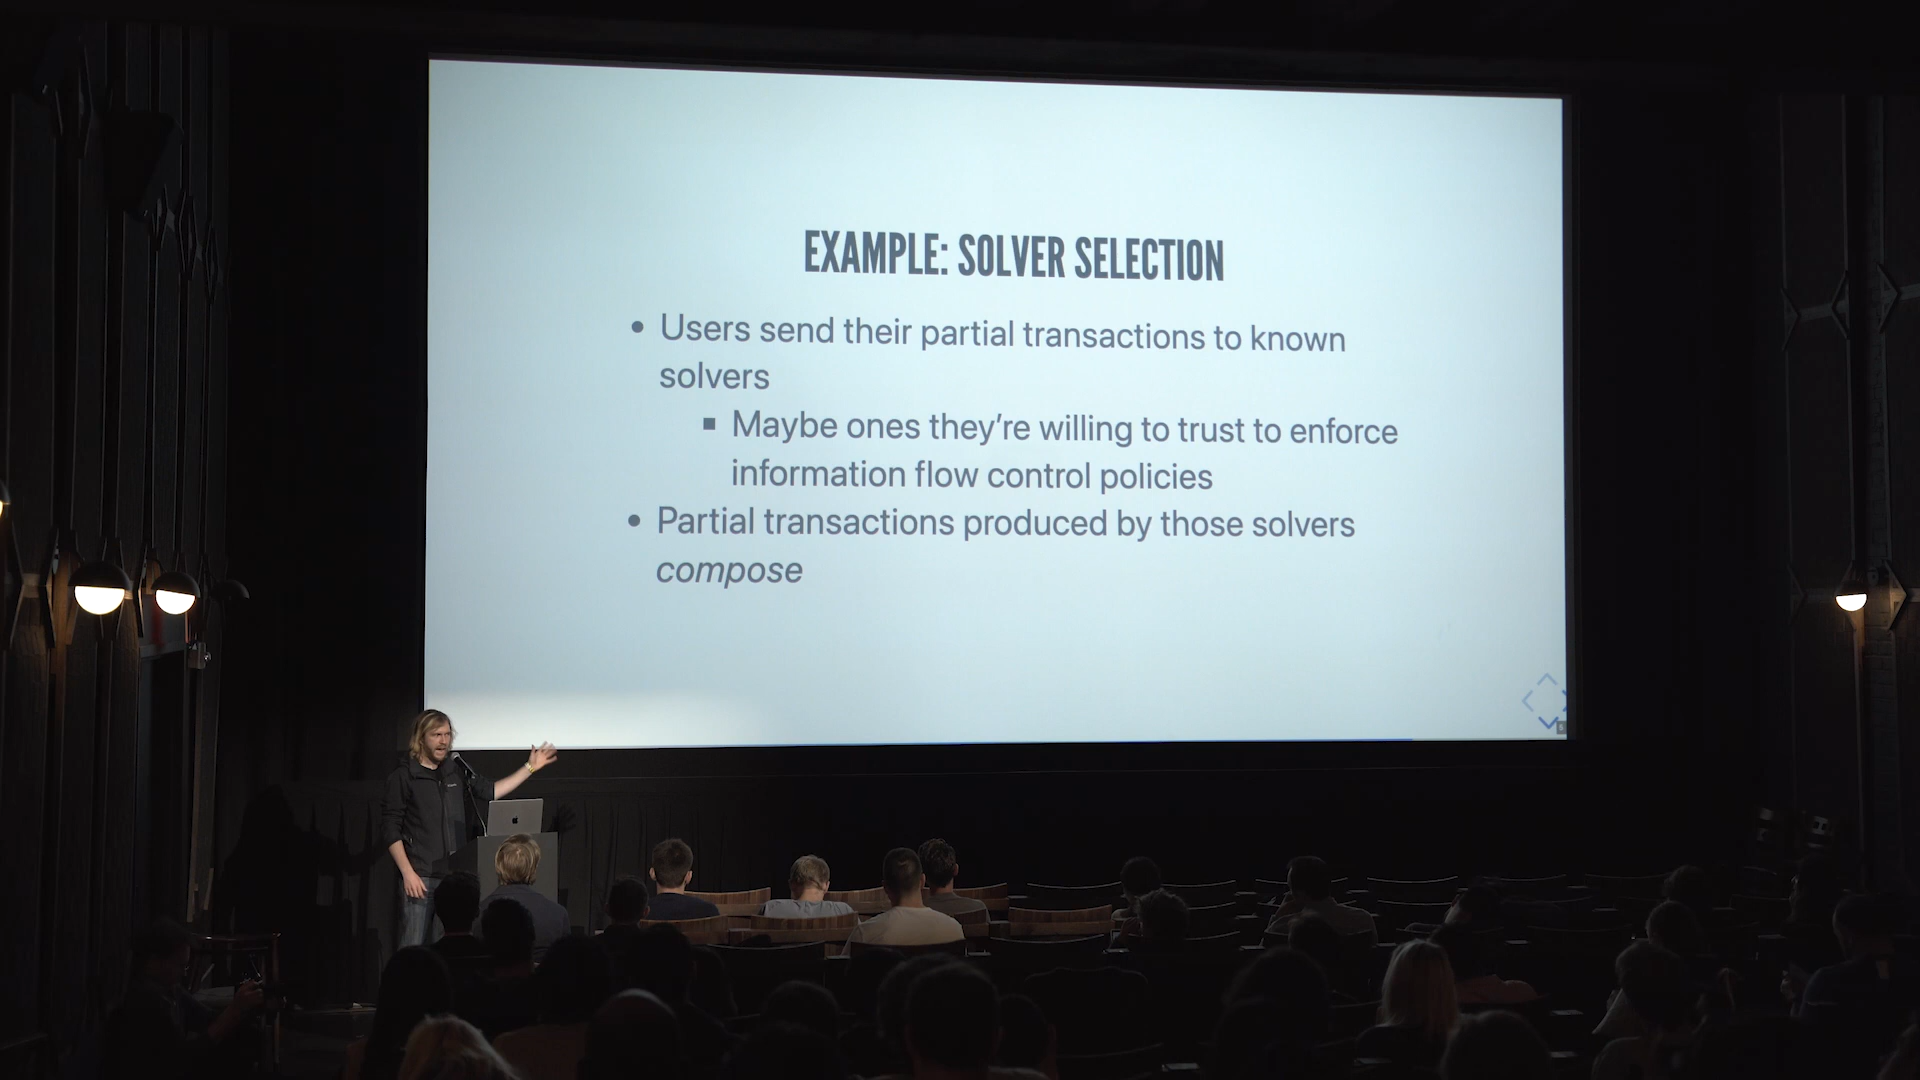 EXAMPLE: SOLVER SELECTION
• Users send their partial transactions to known
solvers
▪ Maybe ones they're willing to trust to enforce
information flow control policies
• Partial transactions produced by those solvers
compose